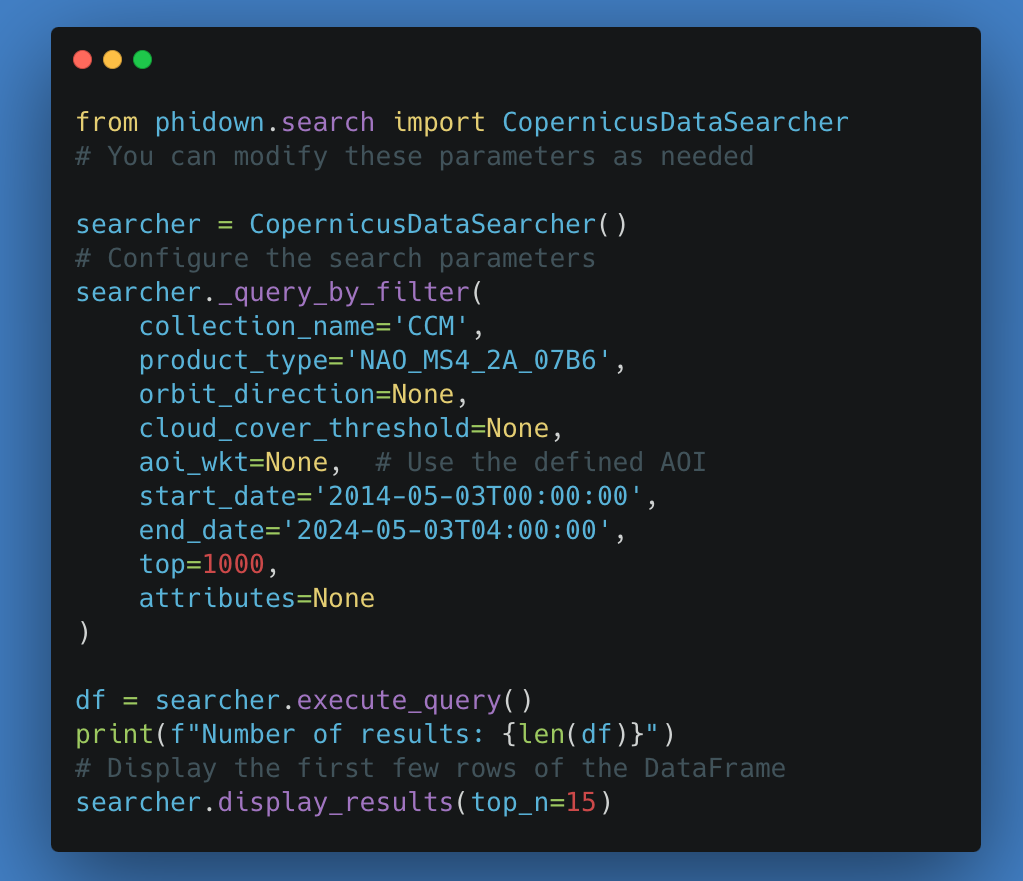 from phidown.search import CopernicusDataSearcher
# You can modify these parameters as needed

searcher = CopernicusDataSearcher()
# Configure the search parameters
searcher._query_by_filter(
    collection_name='CCM',
    product_type='NAO_MS4_2A_07B6',
    orbit_direction=None,
    cloud_cover_threshold=None,
    aoi_wkt=None,  # Use the defined AOI
    start_date='2014-05-03T00:00:00',
    end_date='2024-05-03T04:00:00',
    top=1000,
    attributes=None
)

df = searcher.execute_query()
print(f"Number of results: {len(df)}")
# Display the first few rows of the DataFrame
searcher.display_results(top_n=15)